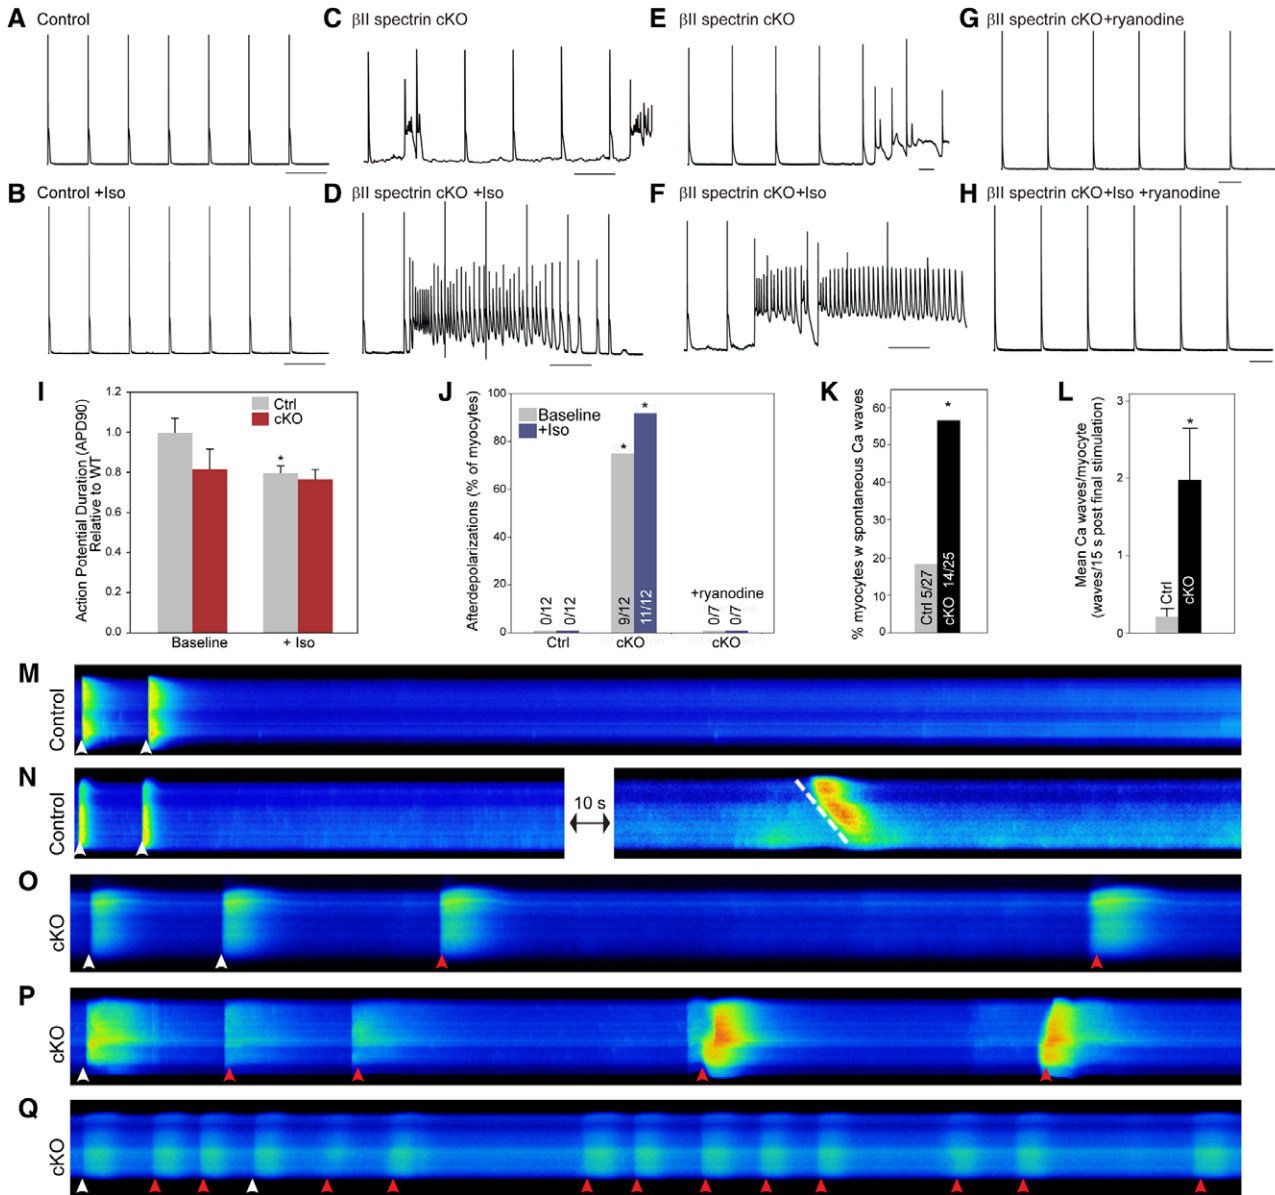 A Control
C βII spectrin cKO
E βII spectrin cKO
G βII spectrin cKO+ryanodine
B Control +Iso
D βII spectrin cKO +Iso
F βII spectrin cKO+Iso
H βII spectrin cKO+Iso +ryanodine
I
Action Potential Duration (APD90)
Relative to WT
1.2
1.0
0.8
0.6
0.4
0.2
0.0
Ctrl
cKO
*
Baseline
+ Iso
J
Afterdepolarizations (% of myocytes)
100
80
60
40
20
0
Baseline
+Iso
*
*
+ryanodine
0/12
0/12
9/12
11/12
0/7
0/7
Ctrl
cKO
cKO
K
% myocytes w spontaneous Ca waves
60
50
40
30
20
10
0
*
Ctrl 5/27
cKO 14/25
L
Mean Ca waves/myocyte
(waves/15 s post final stimulation)
3
2
1
0
*
Ctrl
cKO
M
Control
N
Control
10 s
O
cKO
P
cKO
Q
cKO